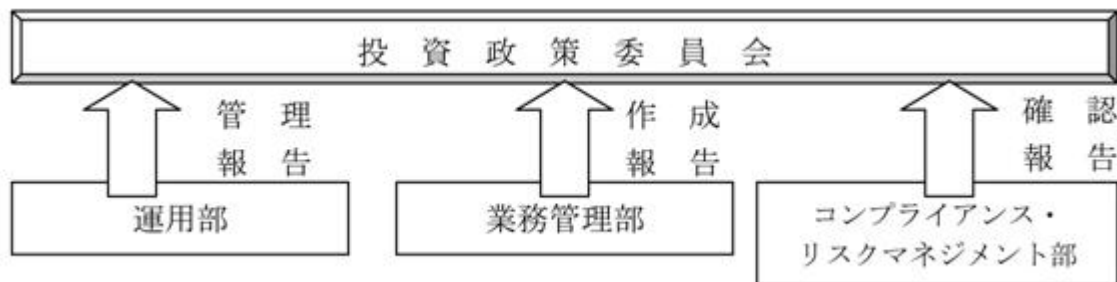 投資政策委員会
管理
報告
作成
報告
確認
報告
運用部
業務管理部
コンプライアンス・
リスクマネジメント部